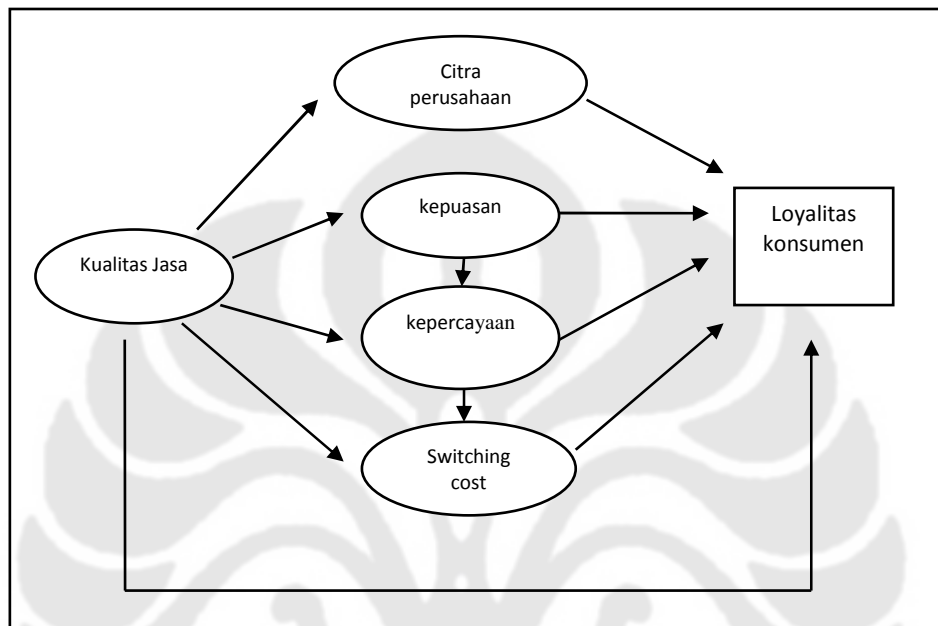 Citra
perusahaan
kepuasan
Loyalitas
konsumen
Kualitas Jasa
kepercayaan
Switching
cost